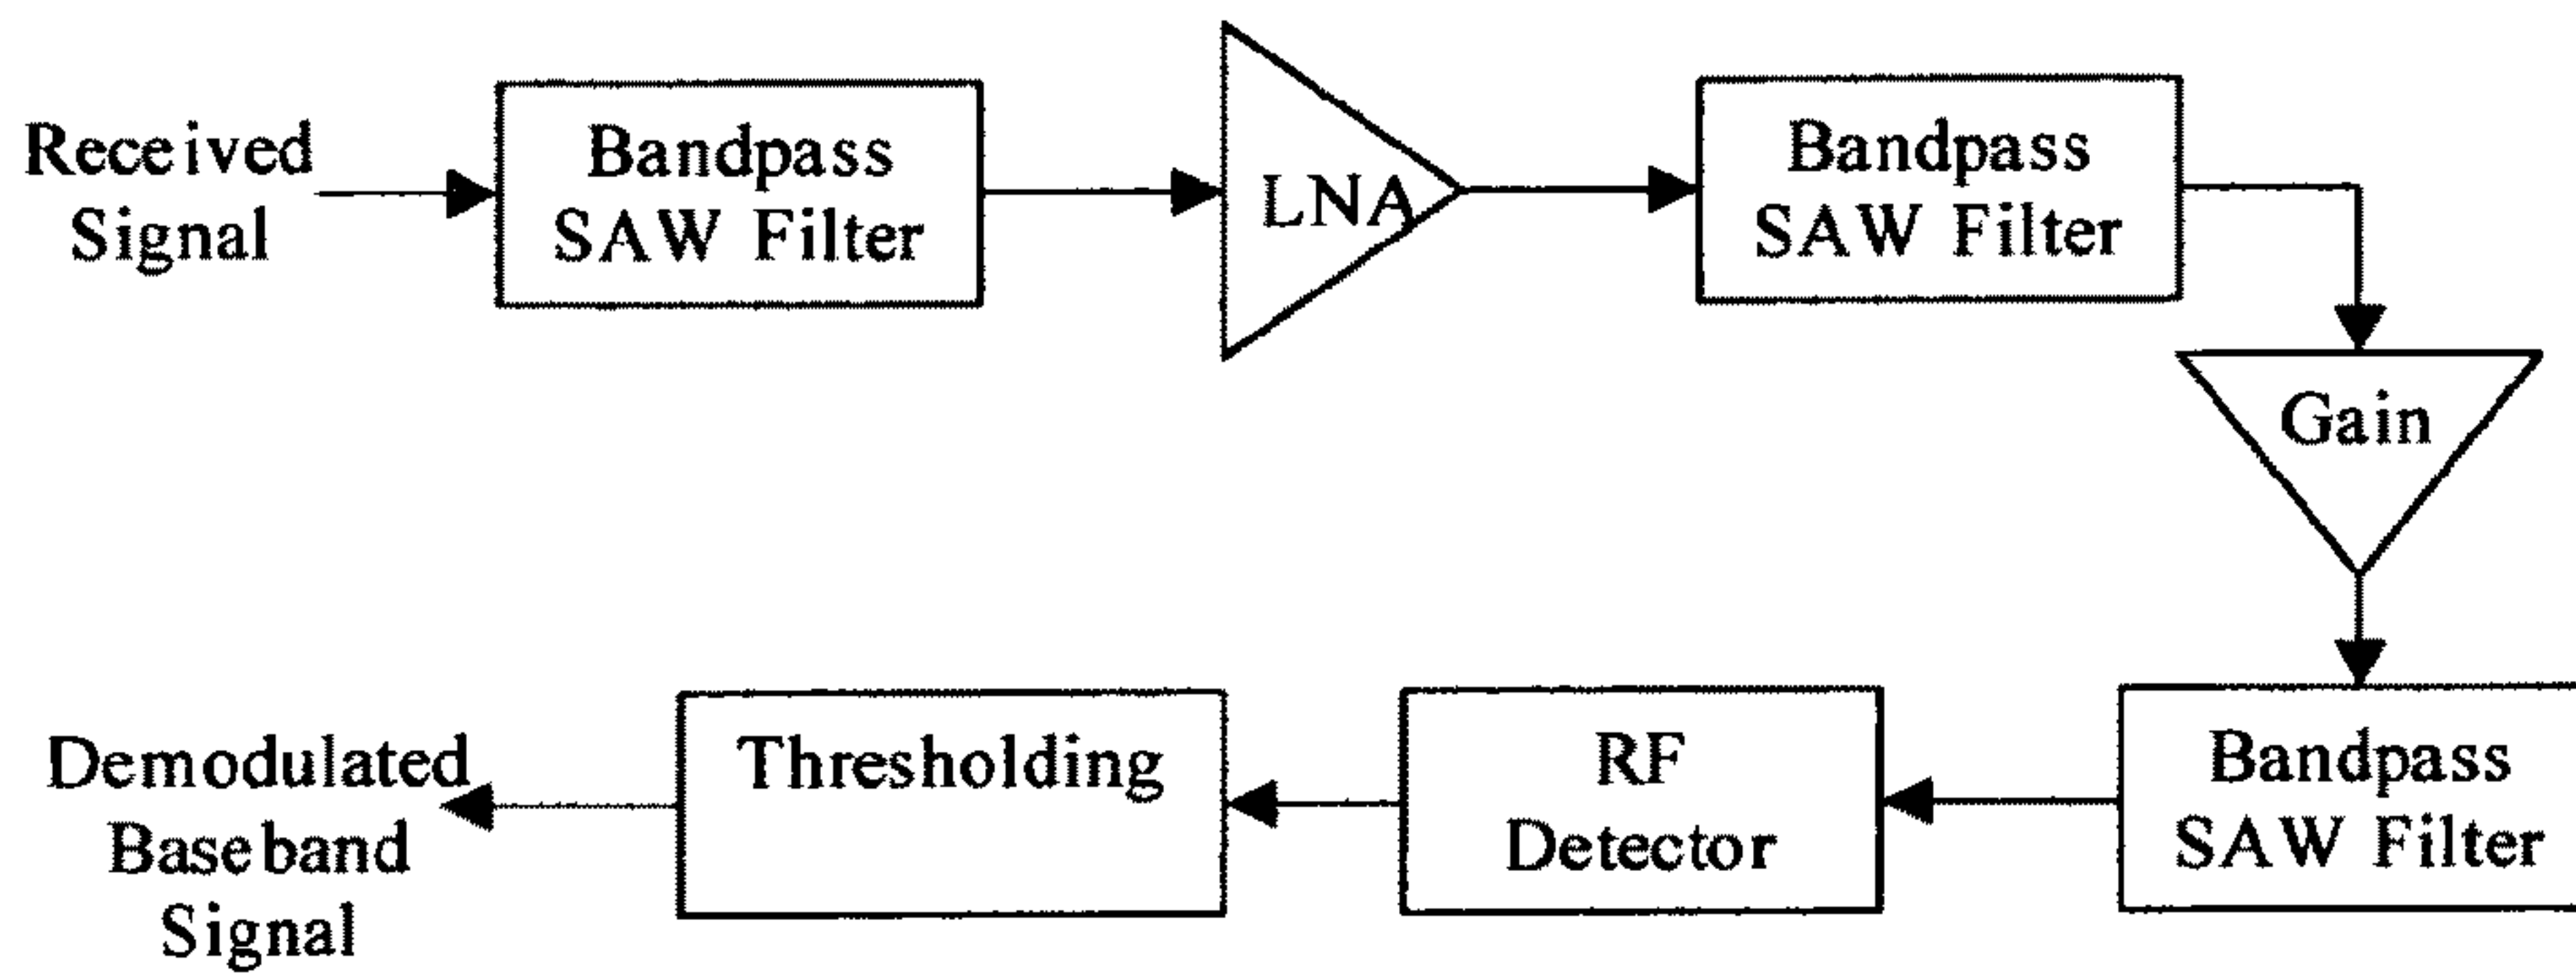 Received
Signal
Bandpass
SAW Filter
LNA
Bandpass
SAW Filter
Gain
Bandpass
SAW Filter
RF
Detector
Thresholding
Demodulated
Baseband
Signal